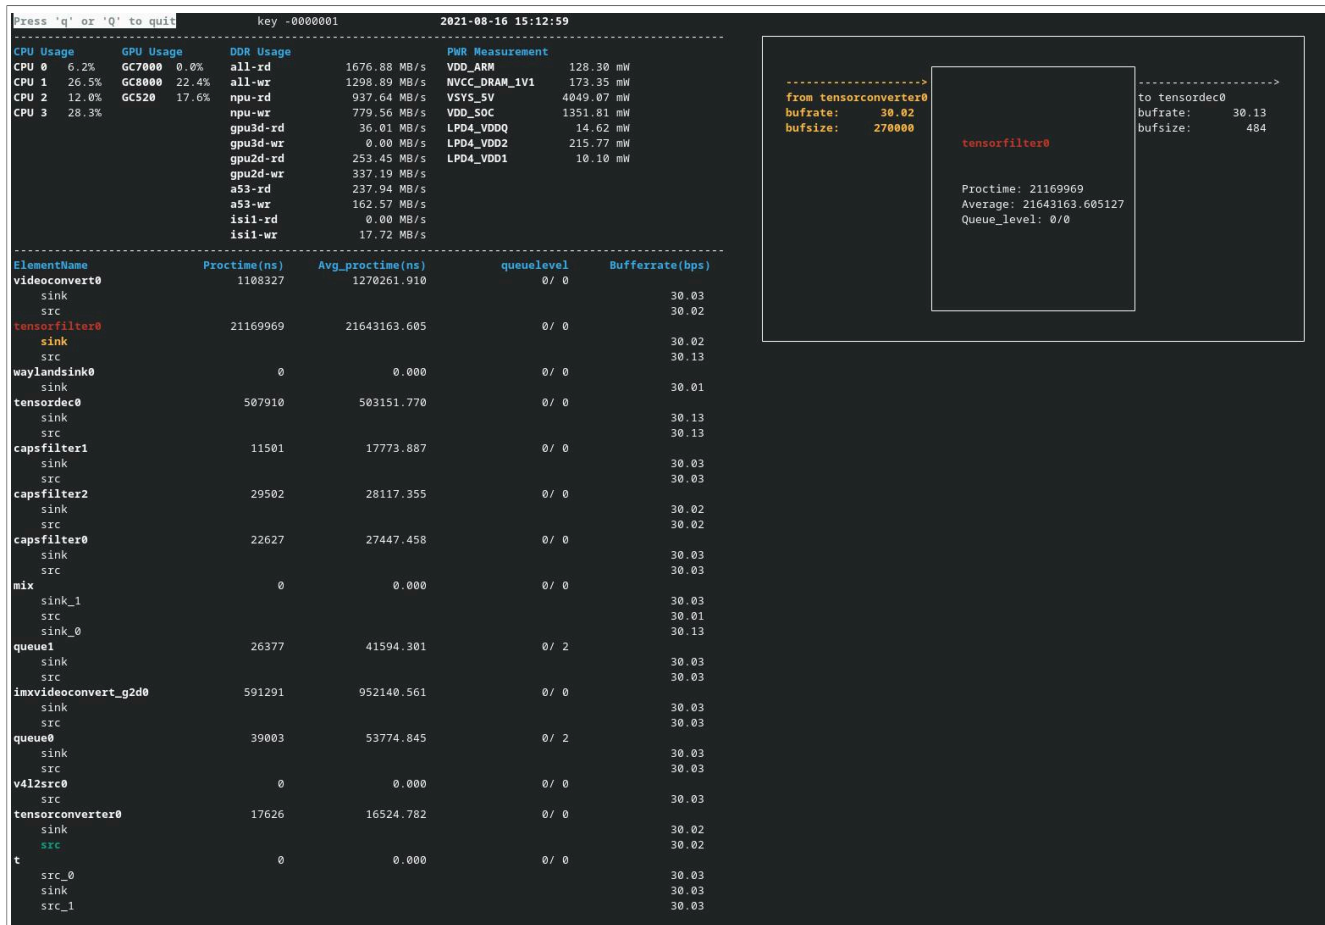 Press 'q' or 'Q' to quit key -0000001 2021-08-16 15:12:59
CPU Usage GPU Usage DDR Usage PWR Measurement
CPU 0 6.2% GC7000 0.0% all-rd 1676.88 MB/s VDD_ARM 128.30 mW
CPU 1 26.5% GC8000 22.4% all-wr 1298.89 MB/s NVCC_DRAM_1V1 173.35 mW
CPU 2 12.0% GC520 17.6% npu-rd 937.64 MB/s VSYS_5V 4049.07 mW
CPU 3 28.3% npu-wr 779.56 MB/s VDD_SOC 1351.81 mW
gpu3d-rd 36.01 MB/s LPD4_VDDQ 14.62 mW
gpu3d-wr 0.00 MB/s LPD4_VDD2 215.77 mW
gpu2d-rd 253.45 MB/s LPD4_VDD1 10.10 mW
gpu2d-wr 337.19 MB/s
a53-rd 237.94 MB/s
a53-wr 162.57 MB/s
isi1-rd 0.00 MB/s
isi1-wr 17.72 MB/s
ElementName Proctime(ns) Avg_proctime(ns) queuelevel Bufferrate(bps)
videoconvert0 1108327 1270261.910 0/ 0
sink 30.03
src 30.02
tensorfilter0 21169969 21643163.605 0/ 0
sink 30.02
src 30.13
waylandsink0 0 0.000 0/ 0
sink 30.01
tensordec0 507910 503151.770 0/ 0
sink 30.13
src 30.13
capsfilter1 11501 17773.887 0/ 0
sink 30.03
src 30.03
capsfilter2 29502 28117.355 0/ 0
sink 30.02
src 30.02
capsfilter0 22627 27447.458 0/ 0
sink 30.03
src 30.03
mix 0 0.000 0/ 0
sink_1 30.03
src 30.01
sink_0 30.13
queue1 26377 41594.301 0/ 2
sink 30.03
src 30.03
imxvideoconvert_g2d0 591291 952140.561 0/ 0
sink 30.03
src 30.03
queue0 39003 53774.845 0/ 2
sink 30.03
src 30.03
v4l2src0 0 0.000 0/ 0
src 30.03
tensorconverter0 17626 16524.782 0/ 0
sink 30.02
src 30.02
t 0 0.000 0/ 0
src_0 30.03
sink 30.03
src_1 30.03
from tensorconverter0
bufrate: 30.02
bufsize: 270000
tensorfilter0
Proctime: 21169969
Average: 21643163.605127
Queue_level: 0/0
to tensordec0
bufrate: 30.13
bufsize: 484